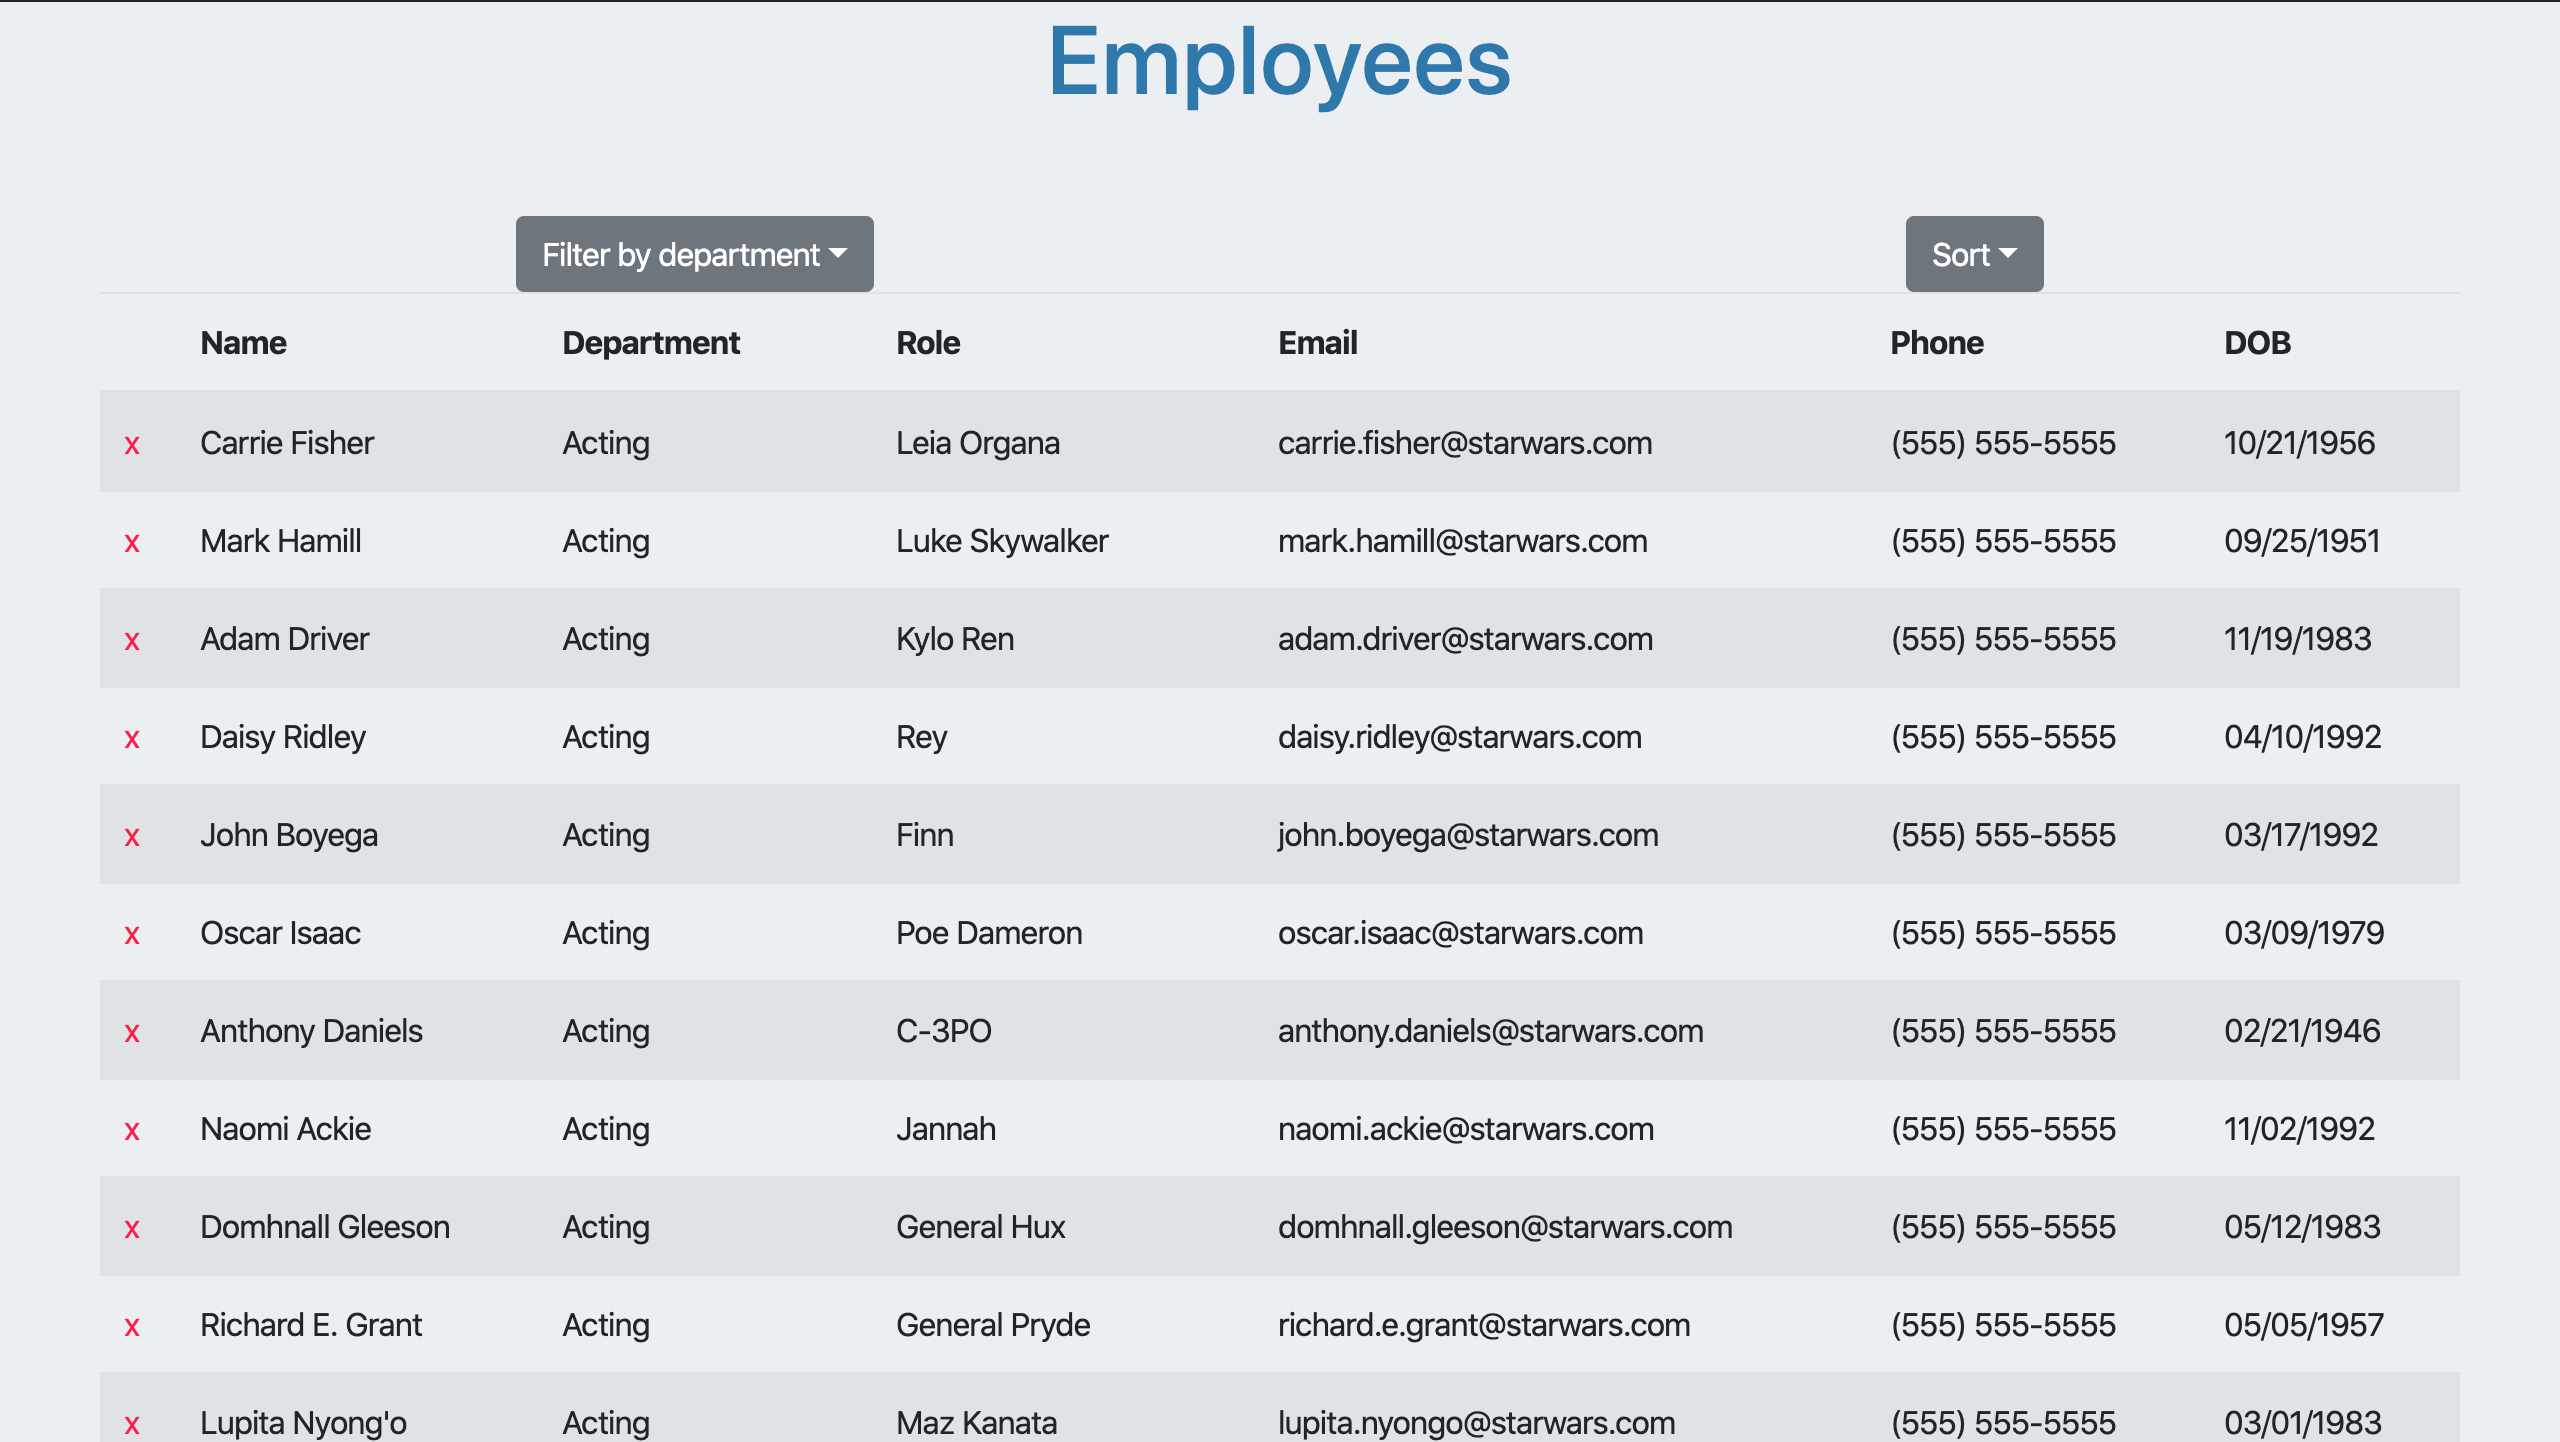 Employees
Filter by department Sort
Name Department Role Email Phone DOB
x Carrie Fisher Acting Leia Organa carrie.fisher@starwars.com (555) 555-5555 10/21/1956
x Mark Hamill Acting Luke Skywalker mark.hamill@starwars.com (555) 555-5555 09/25/1951
x Adam Driver Acting Kylo Ren adam.driver@starwars.com (555) 555-5555 11/19/1983
x Daisy Ridley Acting Rey daisy.ridley@starwars.com (555) 555-5555 04/10/1992
x John Boyega Acting Finn john.boyega@starwars.com (555) 555-5555 03/17/1992
x Oscar Isaac Acting Poe Dameron oscar.isaac@starwars.com (555) 555-5555 03/09/1979
x Anthony Daniels Acting C-3PO anthony.daniels@starwars.com (555) 555-5555 02/21/1946
x Naomi Ackie Acting Jannah naomi.ackie@starwars.com (555) 555-5555 11/02/1992
x Domhnall Gleeson Acting General Hux domhnall.gleeson@starwars.com (555) 555-5555 05/12/1983
x Richard E. Grant Acting General Pryde richard.e.grant@starwars.com (555) 555-5555 05/05/1957
x Lupita Nyong'o Acting Maz Kanata lupita.nyongo@starwars.com (555) 555-5555 03/01/1983